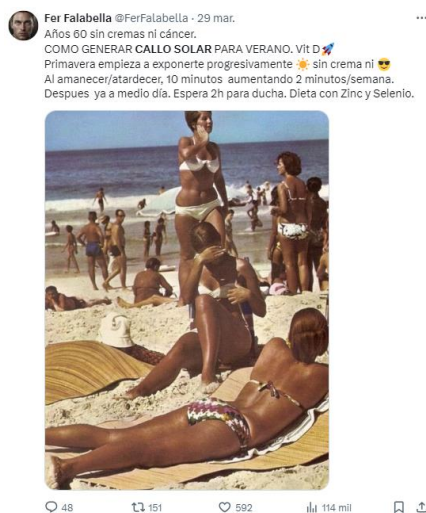 Fer Falabella @FerFalabella · 29 mar.
Años 60 sin cremas ni cáncer.
COMO GENERAR CALLO SOLAR PARA VERANO. Vit D🚀
Primavera empieza a exponerte progresivamente ☀️ sin crema ni 😎
Al amanecer/atardecer, 10 minutos aumentando 2 minutos/semana.
Despues ya a medio día. Espera 2h para ducha. Dieta con Zinc y Selenio.
48 151 592 114 mil